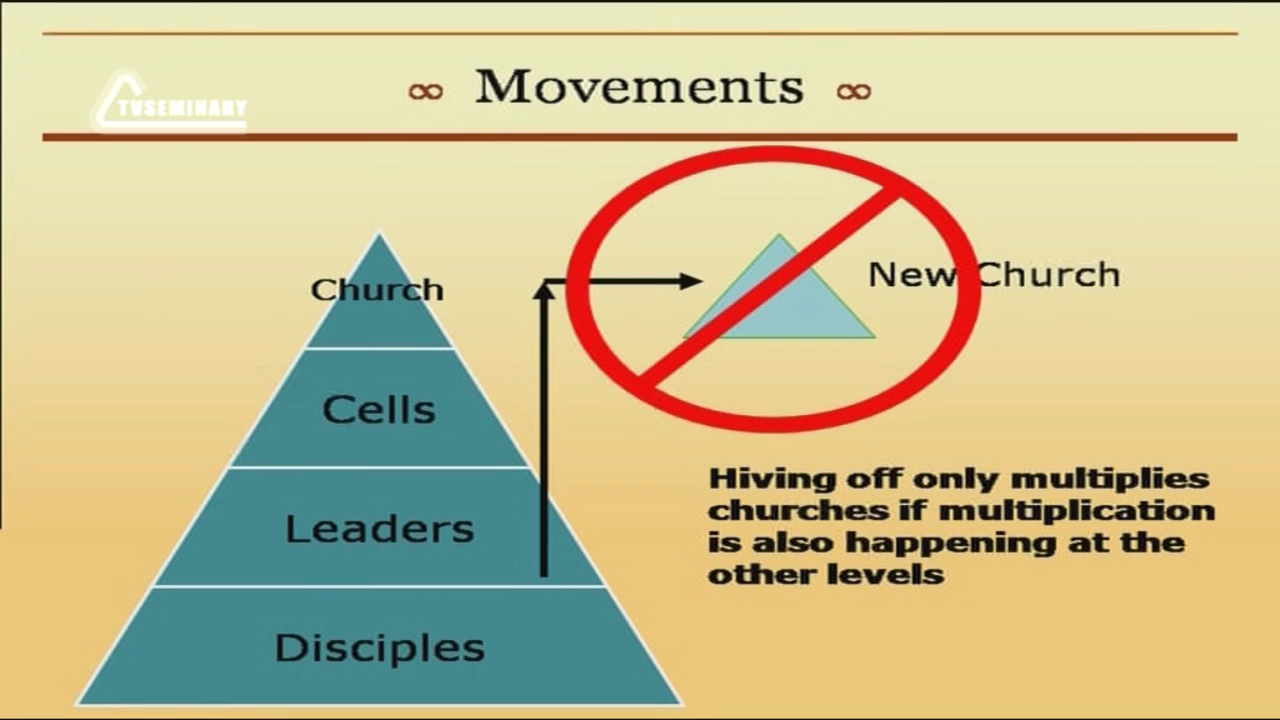 TVSEMINARY
∞ Movements ∞
Church
New Church
Cells
Hiving off only multiplies
churches if multiplication
is also happening at the
other levels
Leaders
Disciples